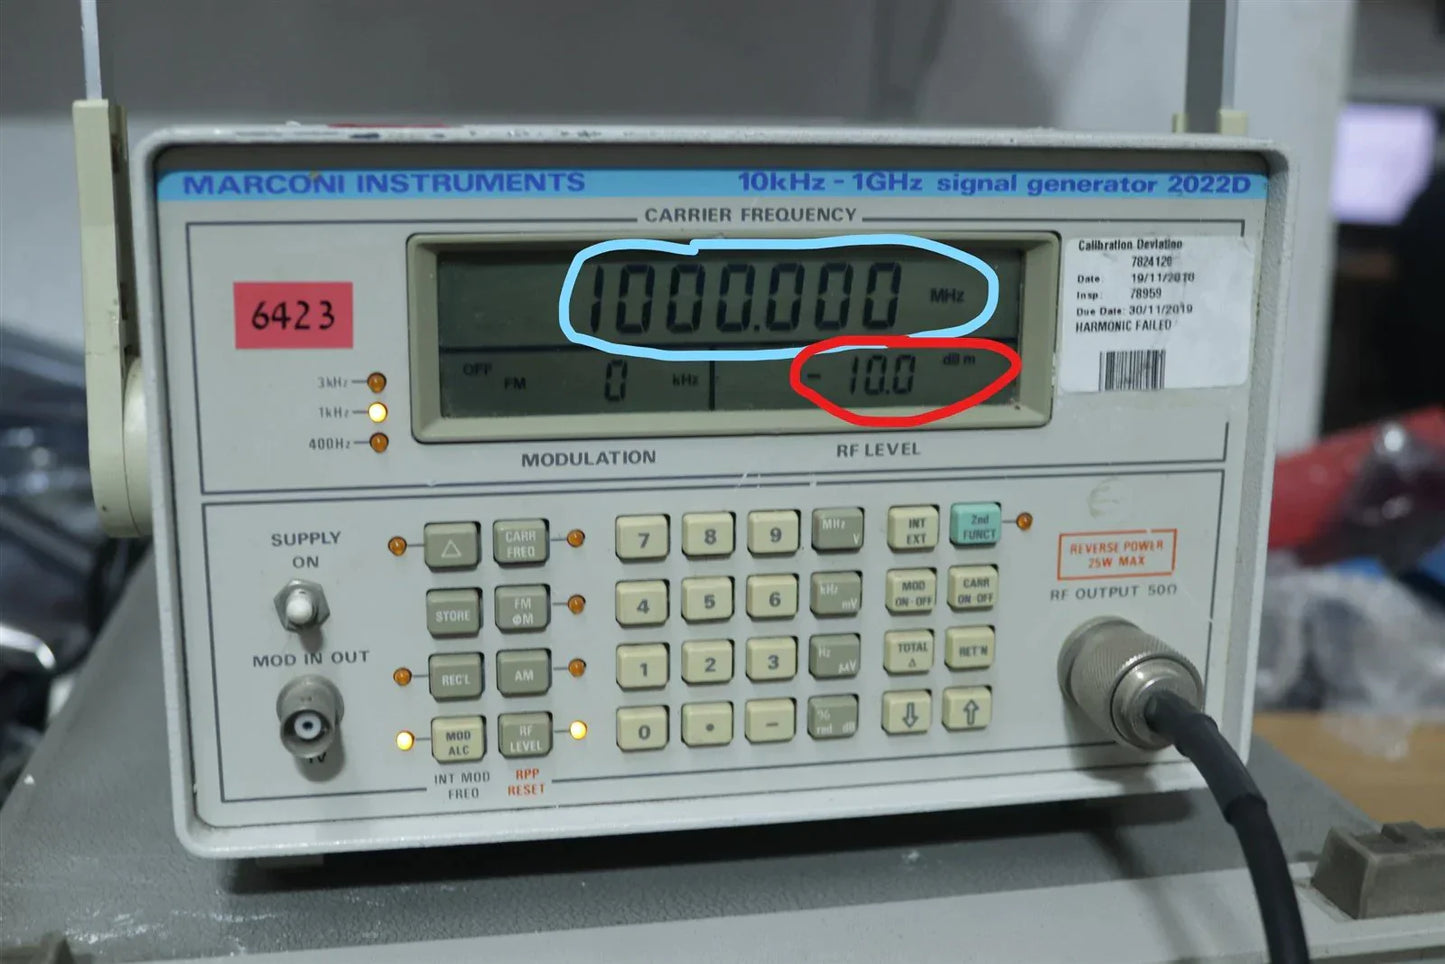 MARCONI INSTRUMENTS 10kHz - 1GHz signal generator 2022D
CARRIER FREQUENCY
1000.000 MHz
OFF FM 0 kHz - 10.0 dB m
MODULATION RF LEVEL
6423
3kHz
1kHz
400Hz
Calibration Deviation
7824120
Date: 19/11/2018
Insp: 78959
Due Date: 30/11/2019
HARMONIC FAILED
SUPPLY
ON
MOD IN OUT
1V
△ CARR FREQ
STORE FM ΦM
REC'L AM
MOD ALC RF LEVEL
INT MOD FREQ
RPP RESET
7 8 9 MHz V
4 5 6 kHz mV
1 2 3 Hz µV
0 • − % rad dB
INT EXT 2nd FUNCT
MOD ON-OFF CARR ON-OFF
TOTAL △ RET'N
⇩ ⇧
REVERSE POWER
25W MAX
RF OUTPUT 50Ω